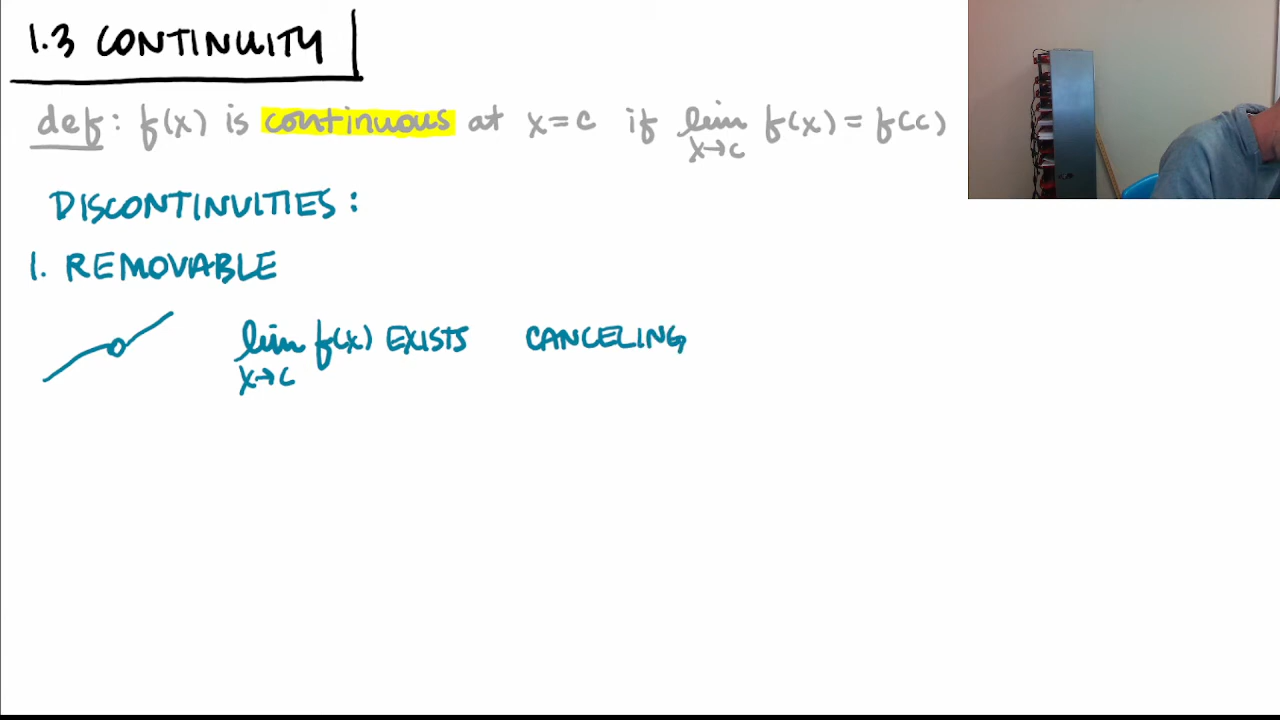 1.3 CONTINUITY
def: f(x) is continuous at x=c if lim x→c f(x) = f(c)
DISCONTINUITIES:
1. REMOVABLE
lim x→c f(x) EXISTS CANCELING,